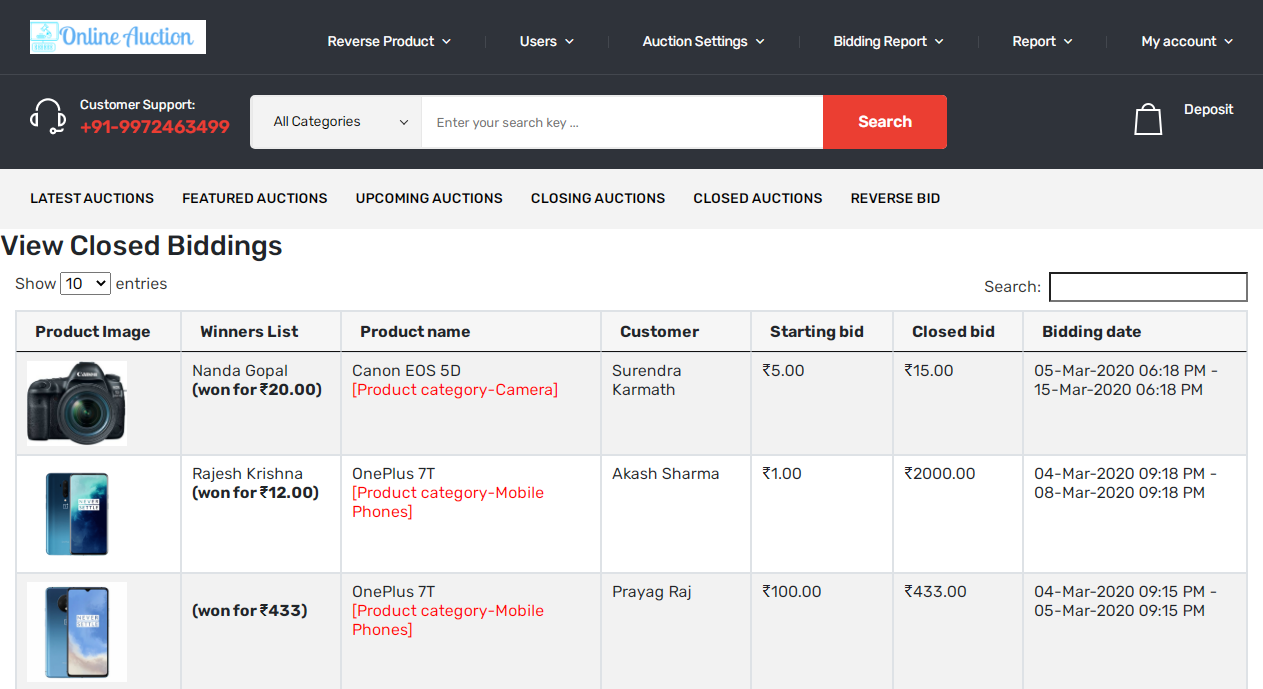 Online Auction
Reverse Product
Users
Auction Settings
Bidding Report
Report
My account
Customer Support:
+91-9972463499
All Categories
Enter your search key ...
Search
Deposit
LATEST AUCTIONS
FEATURED AUCTIONS
UPCOMING AUCTIONS
CLOSING AUCTIONS
CLOSED AUCTIONS
REVERSE BID
View Closed Biddings
Show 10 entries
Search:
Product Image
Winners List
Product name
Customer
Starting bid
Closed bid
Bidding date
Canon
Nanda Gopal
(won for ₹20.00)
Canon EOS 5D
[Product category-Camera]
Surendra
Karmath
₹5.00
₹15.00
05-Mar-2020 06:18 PM -
15-Mar-2020 06:18 PM
NEVER
SETTLE
Rajesh Krishna
(won for ₹12.00)
OnePlus 7T
[Product category-Mobile
Phones]
Akash Sharma
₹1.00
₹2000.00
04-Mar-2020 09:18 PM -
08-Mar-2020 09:18 PM
NEVER
SETTLE
(won for ₹433)
OnePlus 7T
[Product category-Mobile
Phones]
Prayag Raj
₹100.00
₹433.00
04-Mar-2020 09:15 PM -
05-Mar-2020 09:15 PM